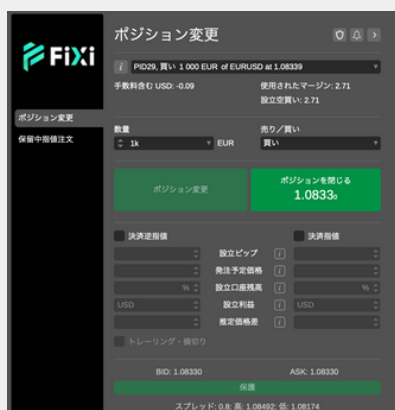 FiXi
ポジション変更
i PID29, 買い 1 000 EUR of EURUSD at 1.08339
手数料含む USD: -0.09
使用されたマージン: 2.71
設立空買い: 2.71
ポジション変更
保留中指値注文
数量
売り／買い
1k
EUR
買い
ポジション変更
ポジションを閉じる
1.08330
決済逆指値
決済指値
設立ピップ i
発注予定価格 i
% 設立口座残高 i %
USD 設立利益 i USD
推定価格差 i
トレーリング・損切り
BID: 1.08330
ASK: 1.08330
保護
スプレッド: 0.8; 高: 1.08492; 低: 1.08174